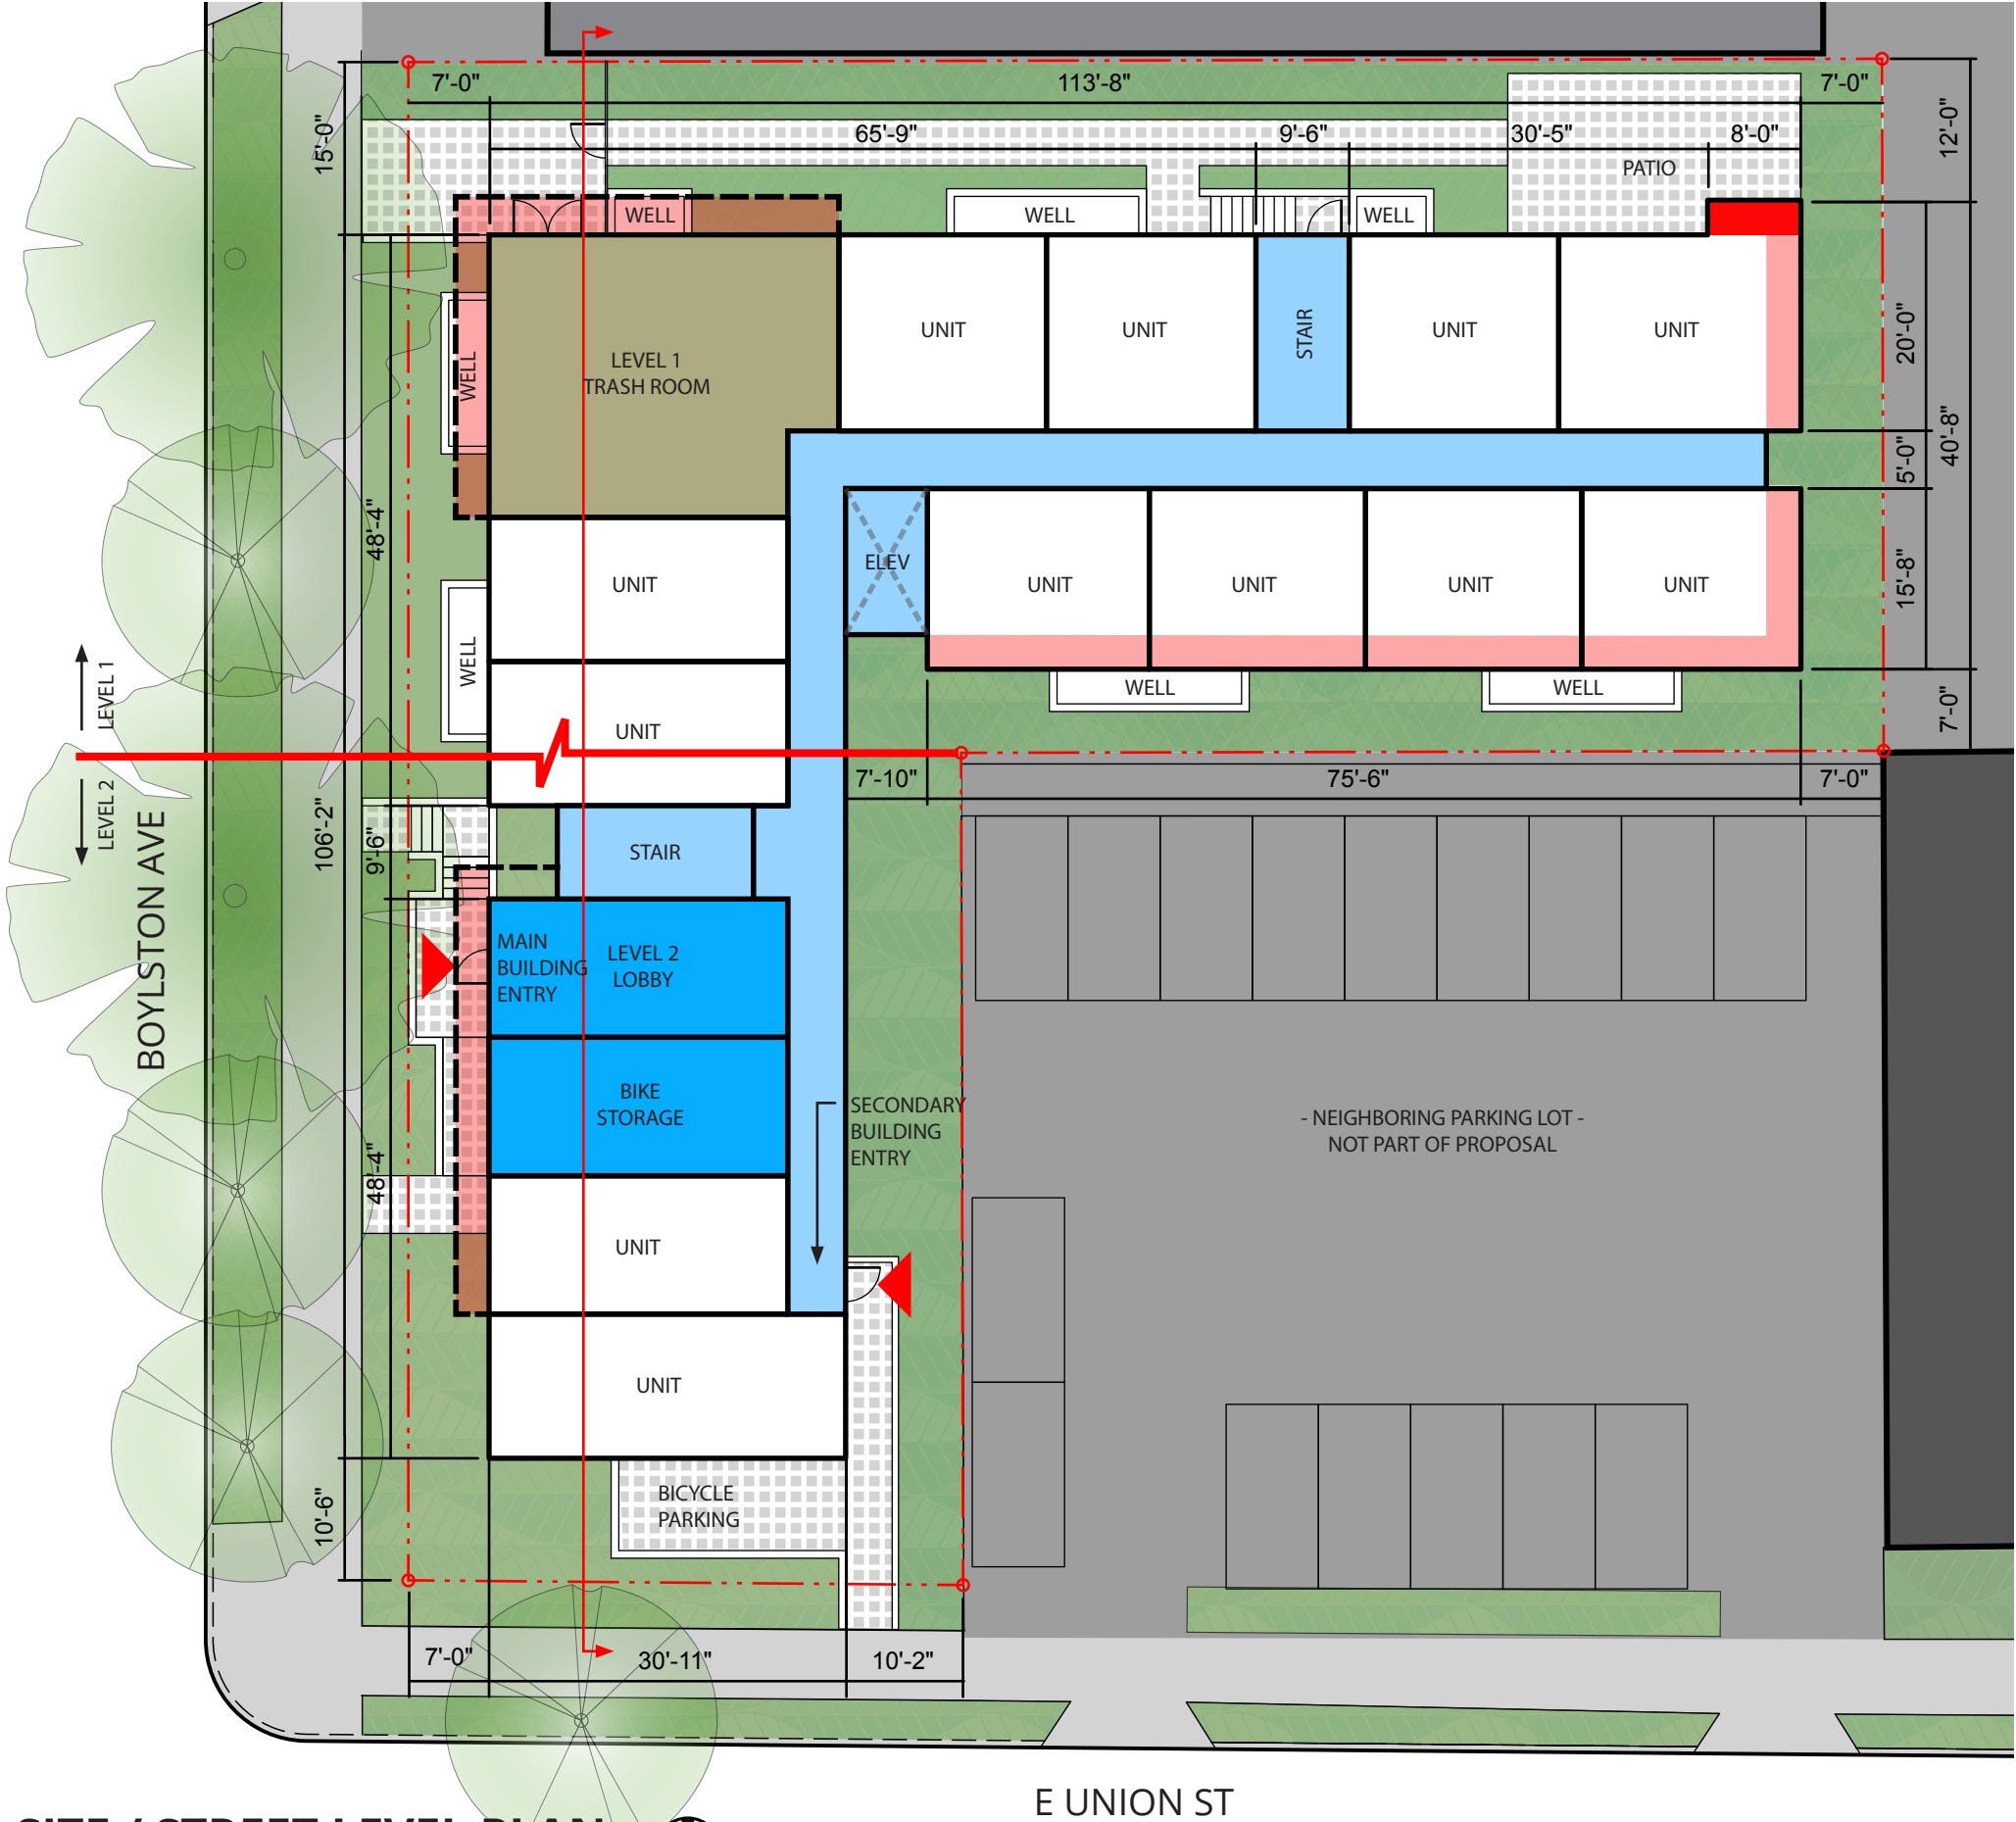 7'-0"
113'-8"
7'-0"
15'-0"
65'-9"
9'-6"
30'-5"
8'-0"
12'-0"
PATIO
WELL
WELL
WELL
WELL
LEVEL 1
TRASH ROOM
UNIT
UNIT
STAIR
UNIT
UNIT
20'-0"
40'-8"
5'-0"
48'-4"
ELEV
UNIT
UNIT
UNIT
UNIT
UNIT
15'-8"
WELL
WELL
WELL
7'-0"
LEVEL 1
UNIT
LEVEL 2
7'-10"
75'-6"
7'-0"
106'-2"
9'-6"
STAIR
BOYLSTON AVE
MAIN
BUILDING
ENTRY
LEVEL 2
LOBBY
BIKE
STORAGE
SECONDARY
BUILDING
ENTRY
- NEIGHBORING PARKING LOT -
NOT PART OF PROPOSAL
48'-4"
UNIT
UNIT
BICYCLE
PARKING
10'-6"
7'-0"
30'-11"
10'-2"
E UNION ST
SITE / STREET LEVEL PLAN